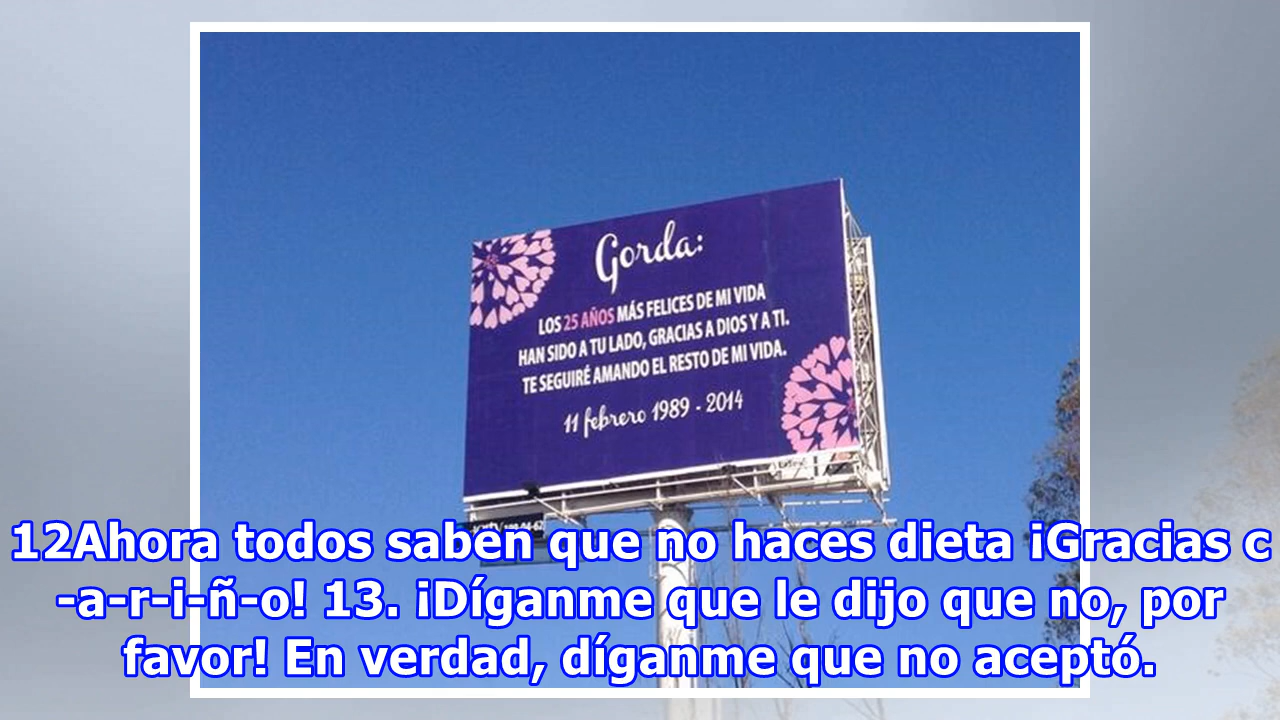 Gorda:
LOS 25 AÑOS MÁS FELICES DE MI VIDA
HAN SIDO A TU LADO, GRACIAS A DIOS Y A TI.
TE SEGUIRÉ AMANDO EL RESTO DE MI VIDA.
11 febrero 1989 - 2014
12Ahora todos saben que no haces dieta ¡Gracias c
-a-r-i-ñ-o! 13. ¡Díganme que le dijo que no, por
favor! En verdad, díganme que no aceptó.